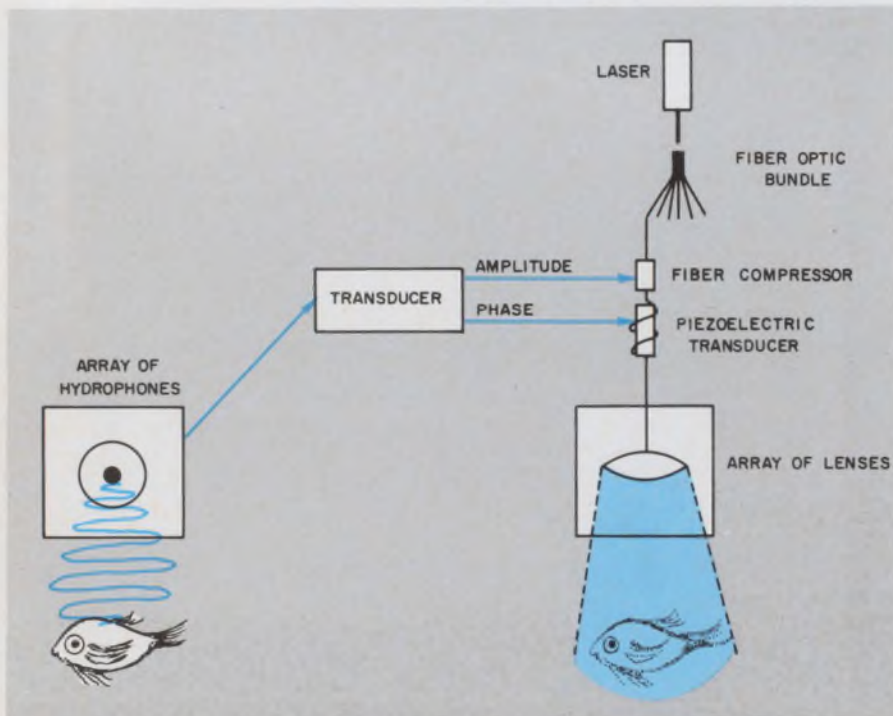 LASER
FIBER OPTIC
BUNDLE
AMPLITUDE
FIBER COMPRESSOR
TRANSDUCER
PHASE
PIEZOELECTRIC
TRANSDUCER
ARRAY OF
HYDROPHONES
ARRAY OF LENSES